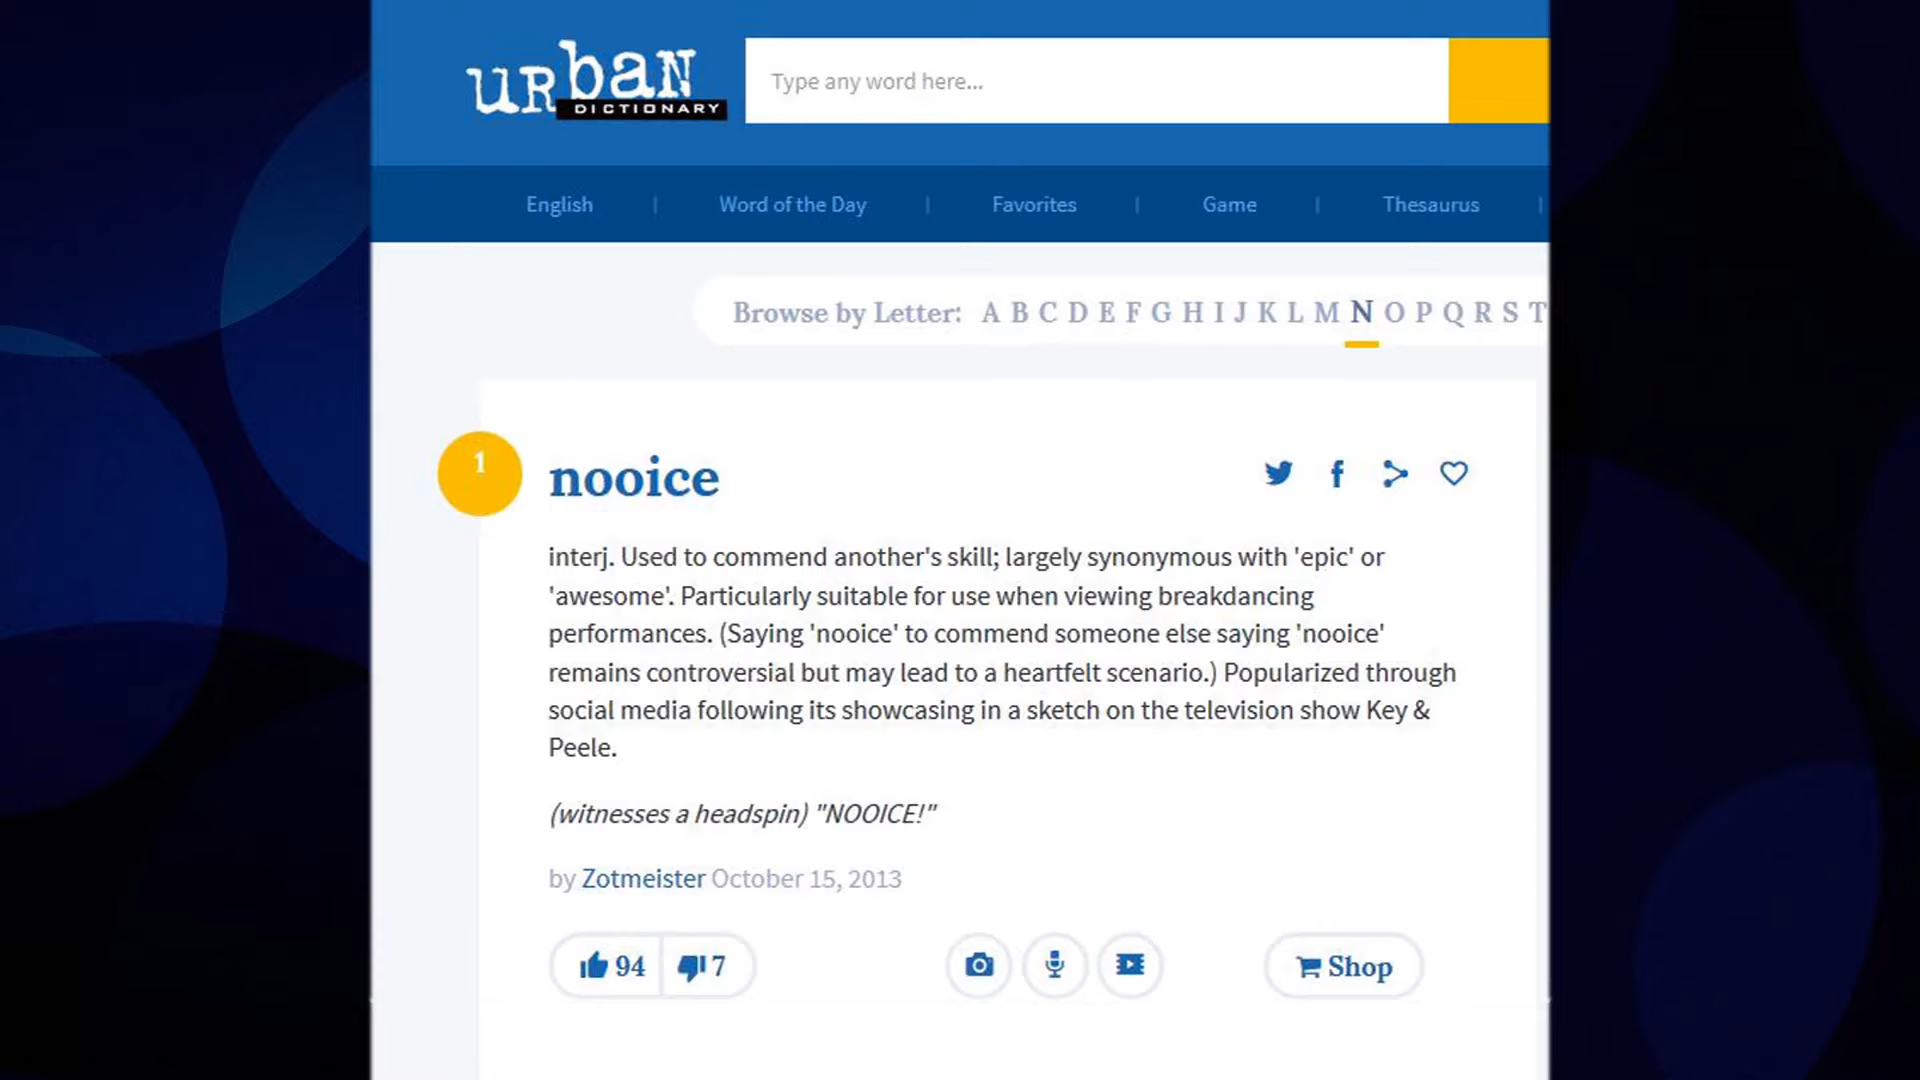 urban
DICTIONARY
Type any word here...
English | Word of the Day | Favorites | Game | Thesaurus |
Browse by Letter: A B C D E F G H I J K L M N O P Q R S T
1
nooice
interj. Used to commend another's skill; largely synonymous with 'epic' or
'awesome'. Particularly suitable for use when viewing breakdancing
performances. (Saying 'nooice' to commend someone else saying 'nooice'
remains controversial but may lead to a heartfelt scenario.) Popularized through
social media following its showcasing in a sketch on the television show Key &
Peele.
(witnesses a headspin) "NOOICE!"
by Zotmeister October 15, 2013
94 7 Shop